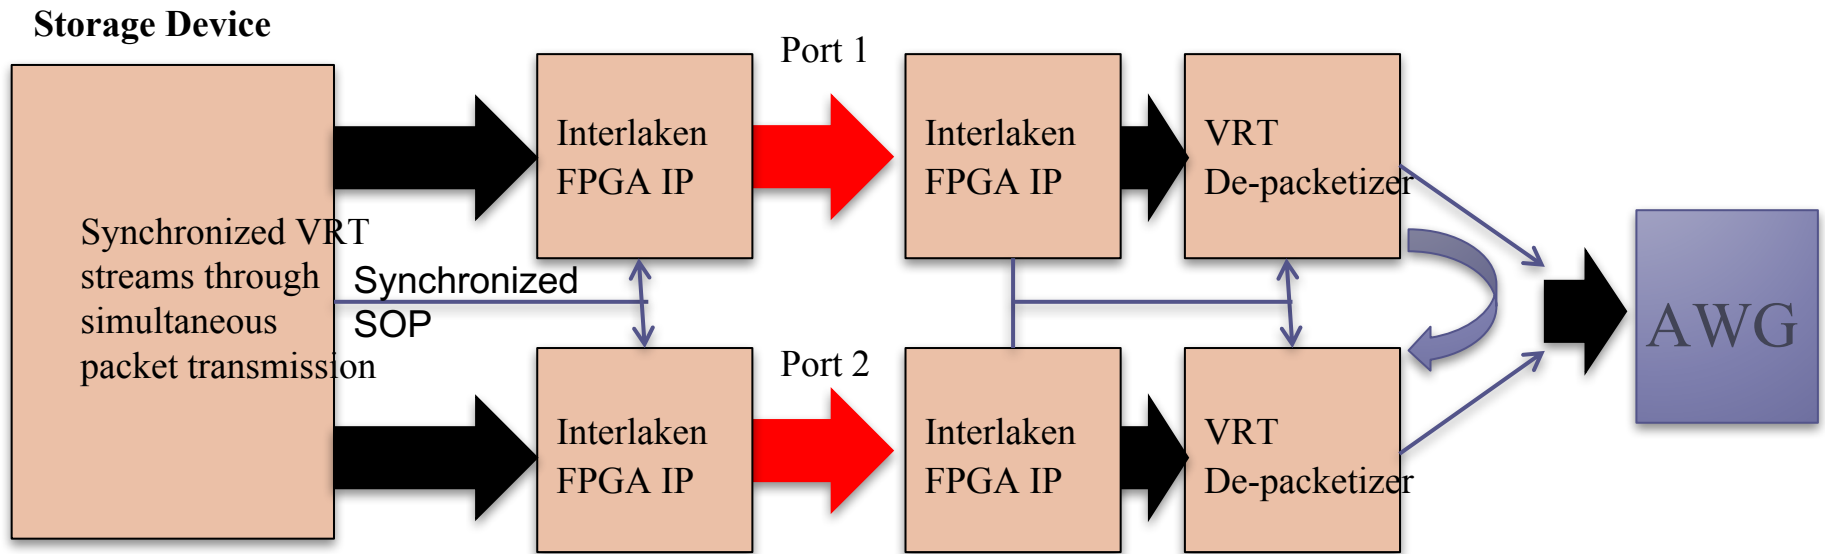 Storage Device
Synchronized VRT
streams through
simultaneous
packet transmission
Synchronized
SOP
Interlaken
FPGA IP
Port 1
Interlaken
FPGA IP
VRT
De-packetizer
Interlaken
FPGA IP
Port 2
Interlaken
FPGA IP
VRT
De-packetizer
AWG